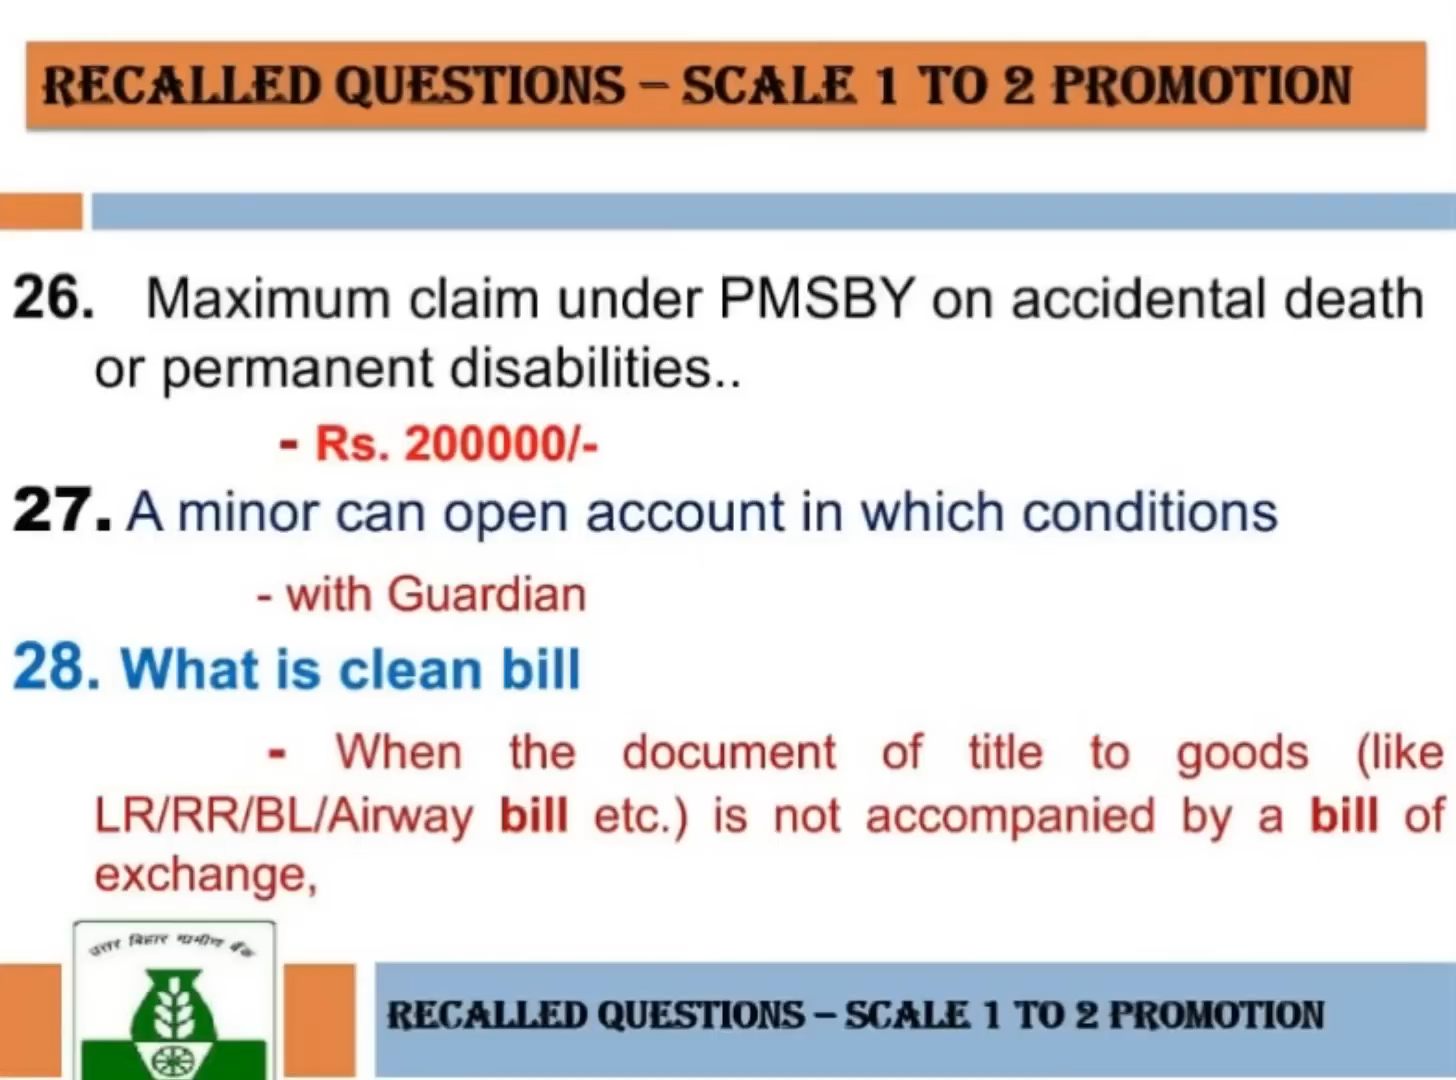 RECALLED QUESTIONS – SCALE 1 TO 2 PROMOTION
26. Maximum claim under PMSBY on accidental death
or permanent disabilities..
- Rs. 200000/-
27. A minor can open account in which conditions
- with Guardian
28. What is clean bill
- When the document of title to goods (like
LR/RR/BL/Airway bill etc.) is not accompanied by a bill of
exchange,
उत्तर बिहार ग्रामीण बैंक
RECALLED QUESTIONS – SCALE 1 TO 2 PROMOTION